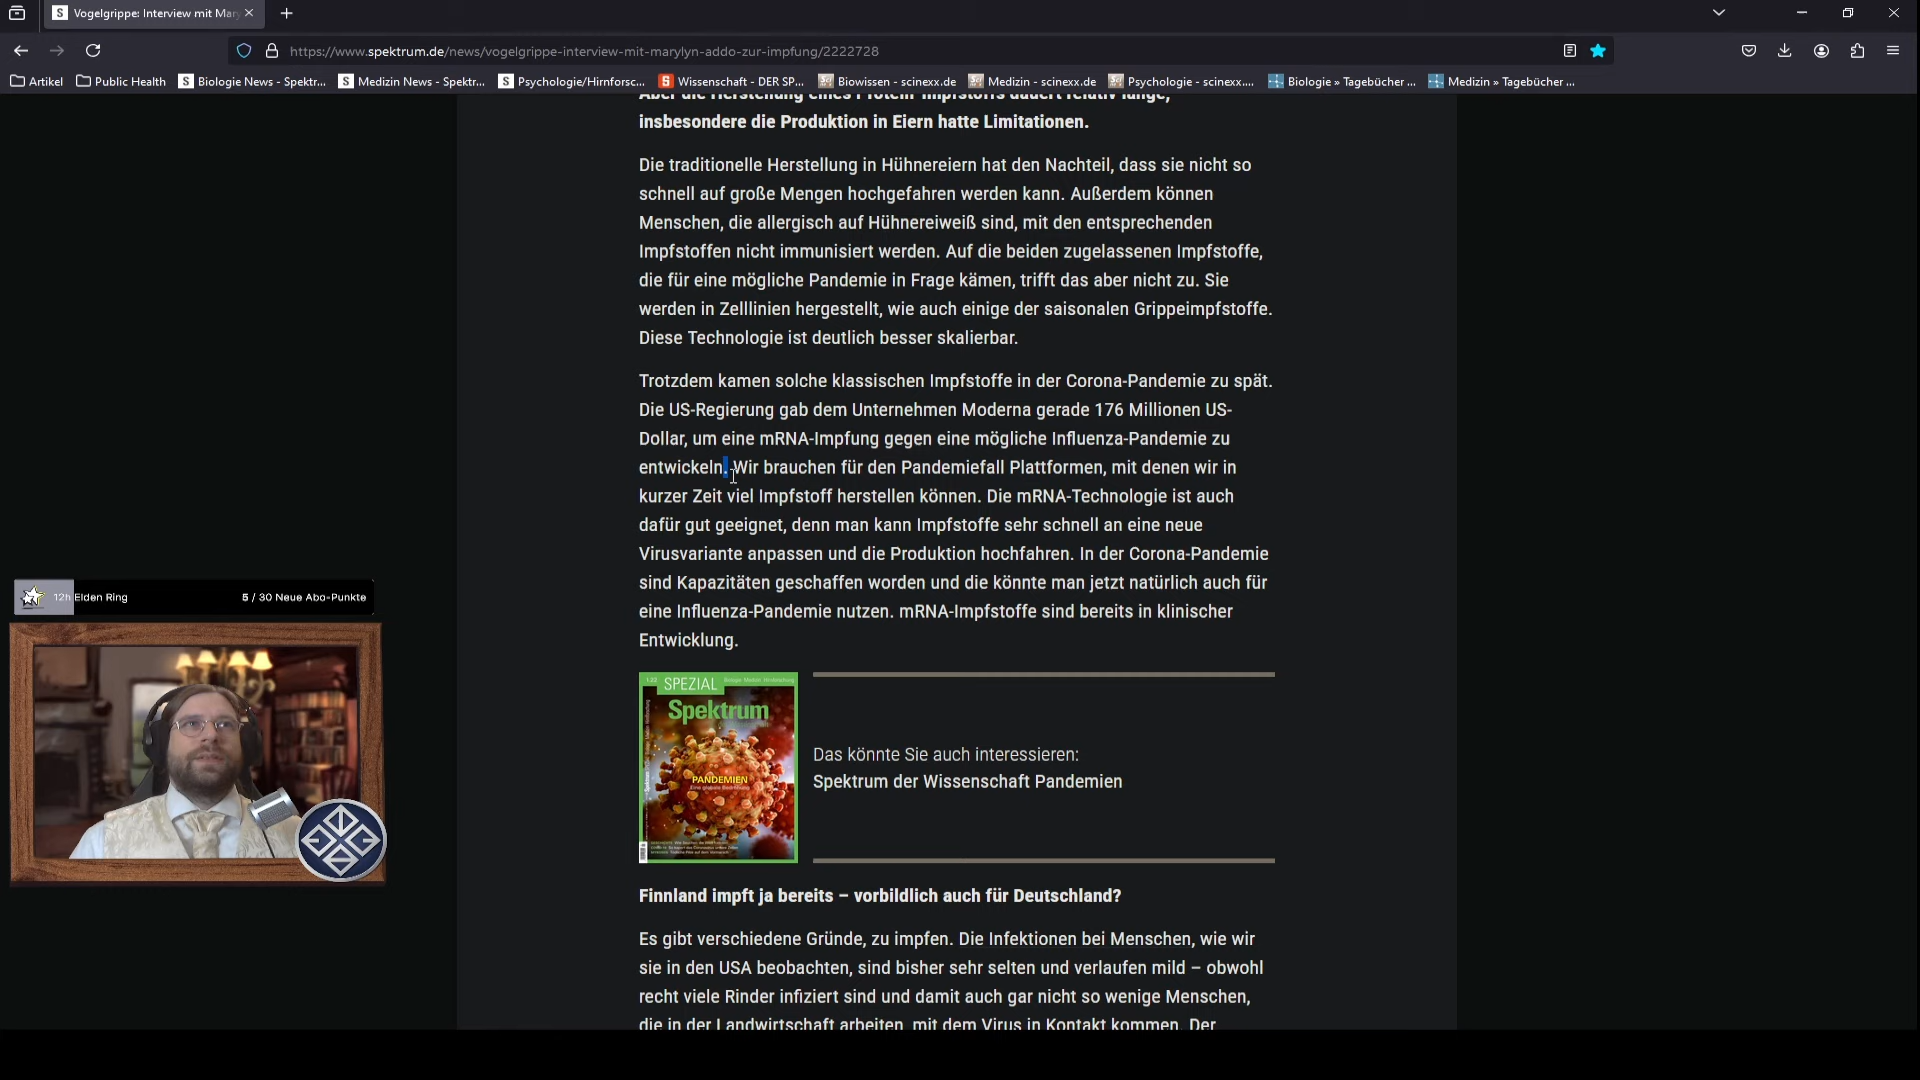 Vogelgrippe: Interview mit Mar
https://www.spektrum.de/news/vogelgrippe-interview-mit-marylyn-addo-zur-impfung/2222728
Artikel
Public Health
Biologie News - Spektr...
Medizin News - Spektr...
Psychologie/Hirnforsc...
Wissenschaft - DER SP...
Biowissen - scinexx.de
Medizin - scinexx.de
Psychologie - scinexx....
Biologie » Tagebücher ...
Medizin » Tagebücher ...
Aber die Herstellung eines Protein-Impfstoffs dauert relativ lange,
insbesondere die Produktion in Eiern hatte Limitationen.
Die traditionelle Herstellung in Hühnereiern hat den Nachteil, dass sie nicht so
schnell auf große Mengen hochgefahren werden kann. Außerdem können
Menschen, die allergisch auf Hühnereiweiß sind, mit den entsprechenden
Impfstoffen nicht immunisiert werden. Auf die beiden zugelassenen Impfstoffe,
die für eine mögliche Pandemie in Frage kämen, trifft das aber nicht zu. Sie
werden in Zelllinien hergestellt, wie auch einige der saisonalen Grippeimpfstoffe.
Diese Technologie ist deutlich besser skalierbar.
Trotzdem kamen solche klassischen Impfstoffe in der Corona-Pandemie zu spät.
Die US-Regierung gab dem Unternehmen Moderna gerade 176 Millionen US-
Dollar, um eine mRNA-Impfung gegen eine mögliche Influenza-Pandemie zu
entwickeln. Wir brauchen für den Pandemiefall Plattformen, mit denen wir in
kurzer Zeit viel Impfstoff herstellen können. Die mRNA-Technologie ist auch
dafür gut geeignet, denn man kann Impfstoffe sehr schnell an eine neue
Virusvariante anpassen und die Produktion hochfahren. In der Corona-Pandemie
sind Kapazitäten geschaffen worden und die könnte man jetzt natürlich auch für
eine Influenza-Pandemie nutzen. mRNA-Impfstoffe sind bereits in klinischer
Entwicklung.
12h Elden Ring 5 / 30 Neue Abo-Punkte
1.22 SPEZIAL Biologie Medizin Hirnforschung
Spektrum
PANDEMIEN
Eine globale Bedrohung
Das könnte Sie auch interessieren:
Spektrum der Wissenschaft Pandemien
Finnland impft ja bereits – vorbildlich auch für Deutschland?
Es gibt verschiedene Gründe, zu impfen. Die Infektionen bei Menschen, wie wir
sie in den USA beobachten, sind bisher sehr selten und verlaufen mild – obwohl
recht viele Rinder infiziert sind und damit auch gar nicht so wenige Menschen,
die in der Landwirtschaft arbeiten, mit dem Virus in Kontakt kommen. Der